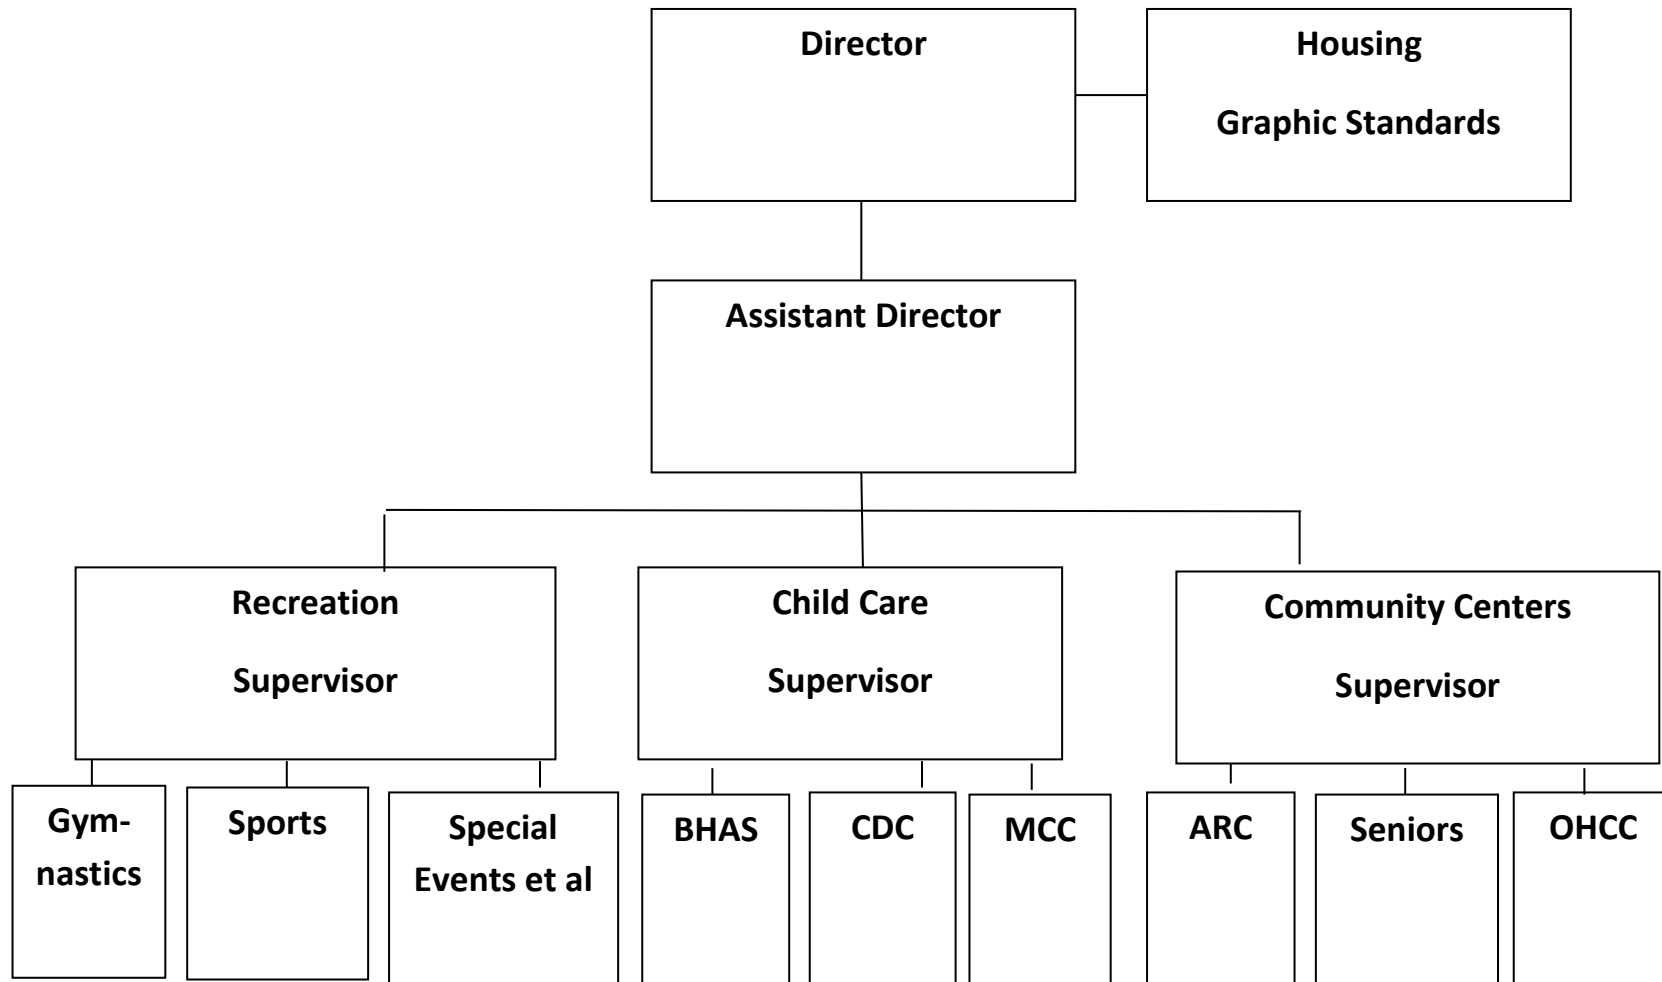 Director
Housing
Graphic Standards
Assistant Director
Recreation
Supervisor
Child Care
Supervisor
Community Centers
Supervisor
Gym-
nastics
Sports
Special
Events et al
BHAS
CDC
MCC
ARC
Seniors
OHCC